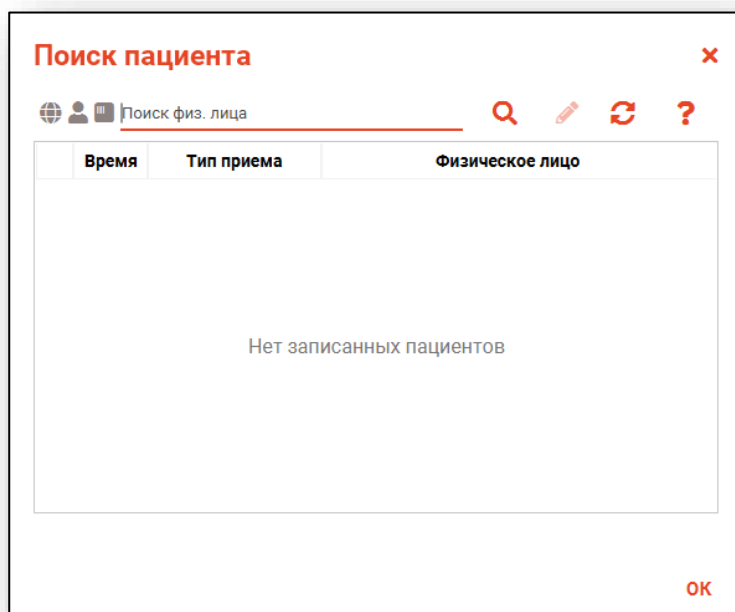 Поиск пациента
Поиск физ. лица
Время Тип приема Физическое лицо
Нет записанных пациентов
ОК